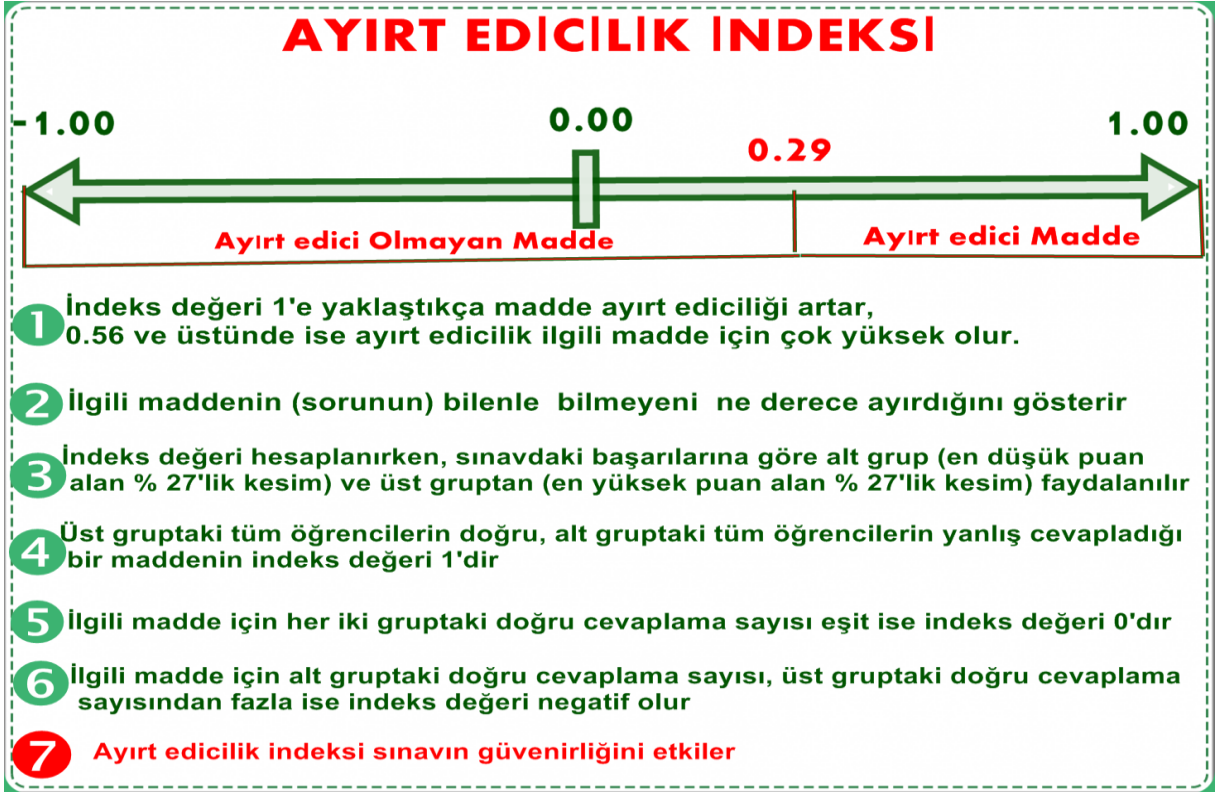 AYIRT EDİCİLİK İNDEKSİ
-1.00 0.00 1.00
0.29
Ayırt edici Olmayan Madde Ayırt edici Madde
1 İndeks değeri 1'e yaklaştıkça madde ayırt ediciliği artar,
0.56 ve üstünde ise ayırt edicilik ilgili madde için çok yüksek olur.
2 İlgili maddenin (sorunun) bilenle bilmeyeni ne derece ayırdığını gösterir
3 İndeks değeri hesaplanırken, sınavdaki başarılarına göre alt grup (en düşük puan
alan % 27'lik kesim) ve üst gruptan (en yüksek puan alan % 27'lik kesim) faydalanılır
4 Üst gruptaki tüm öğrencilerin doğru, alt gruptaki tüm öğrencilerin yanlış cevapladığı
bir maddenin indeks değeri 1'dir
5 İlgili madde için her iki gruptaki doğru cevaplama sayısı eşit ise indeks değeri 0'dır
6 İlgili madde için alt gruptaki doğru cevaplama sayısı, üst gruptaki doğru cevaplama
sayısından fazla ise indeks değeri negatif olur
7 Ayırt edicilik indeksi sınavın güvenirliğini etkiler